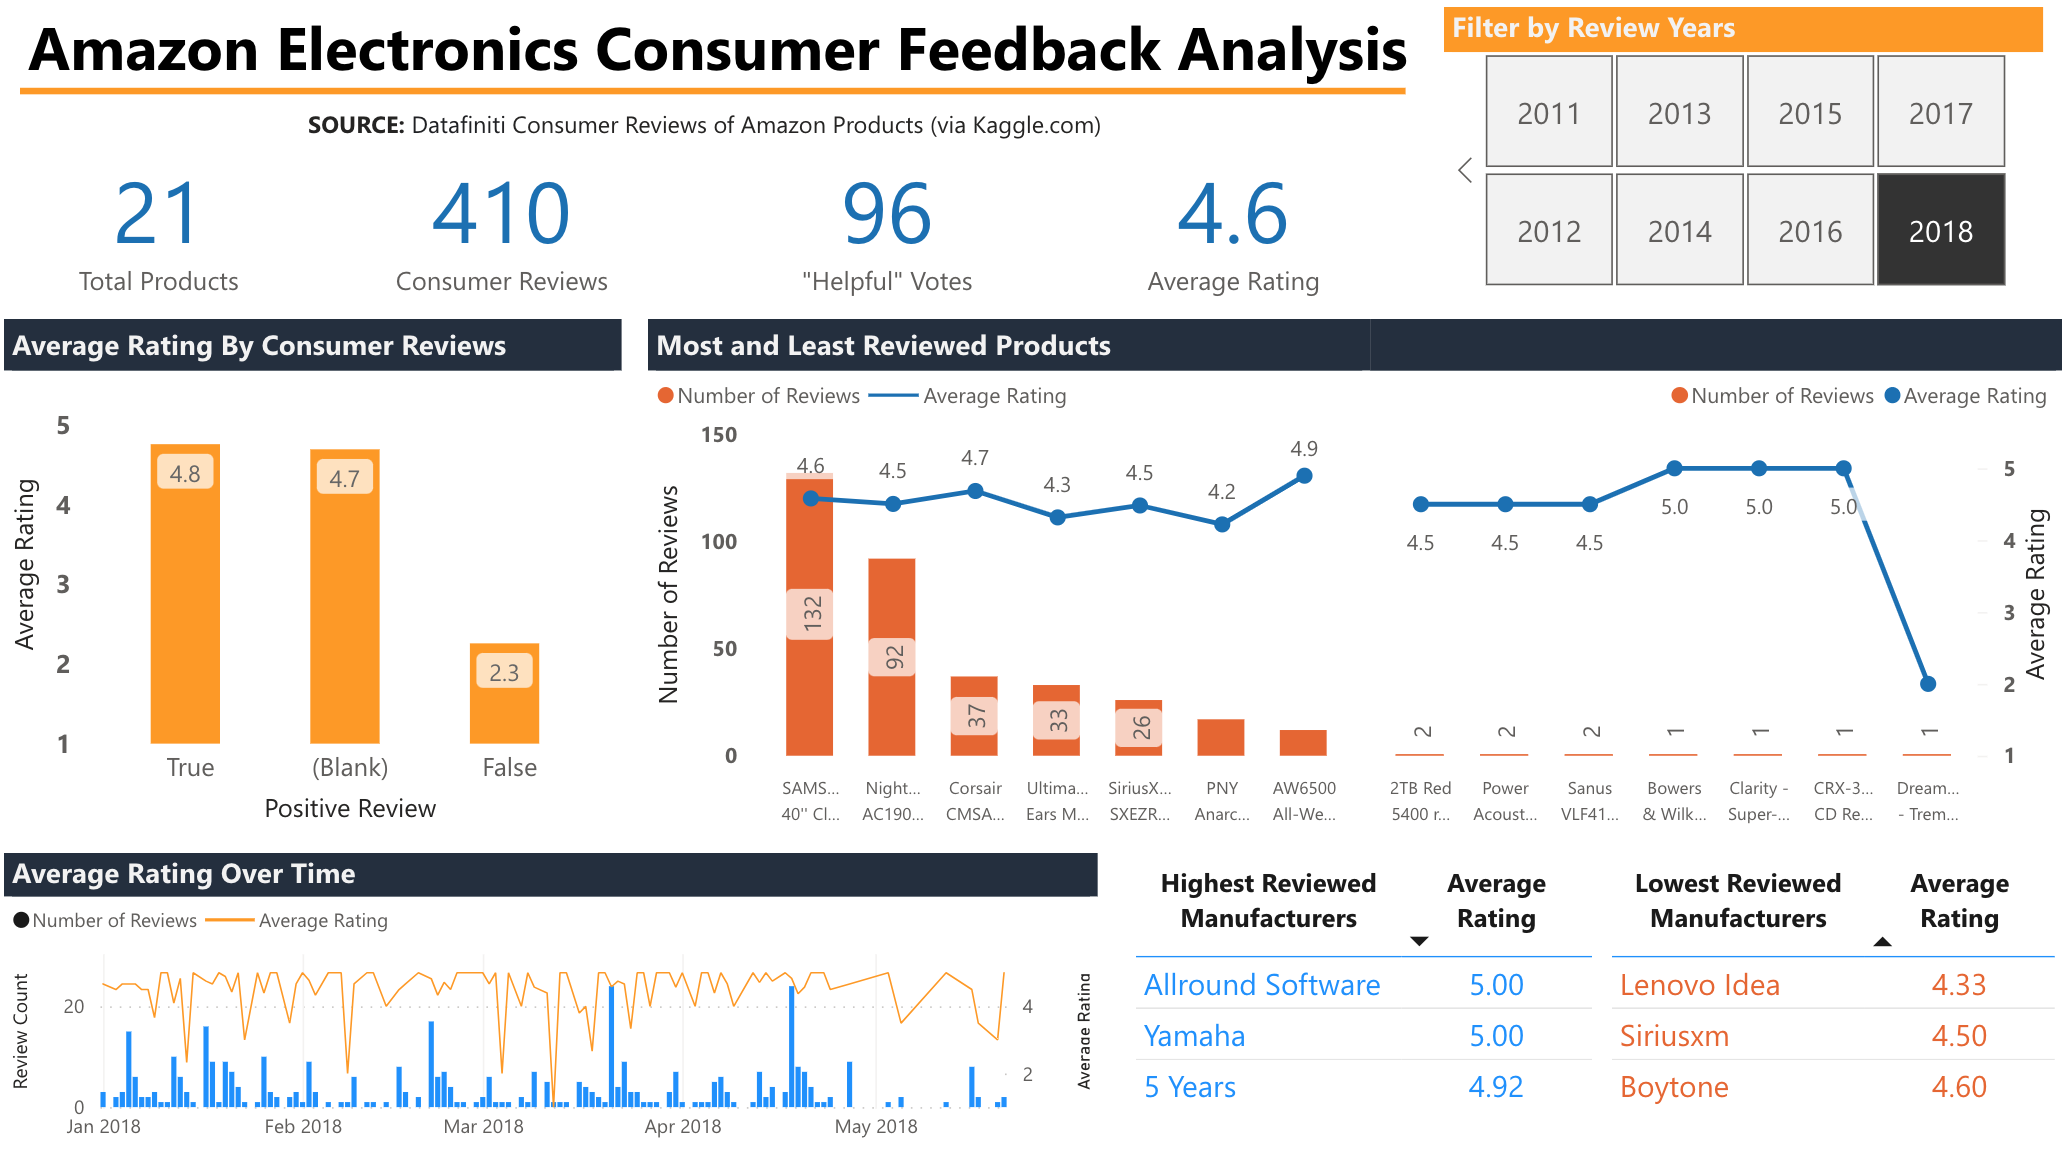 Amazon Electronics Consumer Feedback Analysis
SOURCE: Datafiniti Consumer Reviews of Amazon Products (via Kaggle.com)
Filter by Review Years
2011 2013 2015 2017
2012 2014 2016 2018
21 410 96 4.6
Total Products Consumer Reviews "Helpful" Votes Average Rating
Average Rating By Consumer Reviews
Average Rating
5
4
3
2
1
4.8 4.7 2.3
True (Blank) False
Positive Review
Most and Least Reviewed Products
Number of Reviews Average Rating
Number of Reviews
150
100
50
0
4.6 4.5 4.7 4.3 4.5 4.2 4.9
132 92 37 33 26
SAMS... Night... Corsair Ultima... SiriusX... PNY AW6500
40" Cl... AC190... CMSA... Ears M... SXEZR... Anarc... All-We...
Number of Reviews Average Rating
4.5 4.5 4.5 5.0 5.0 5.0
2 2 2 1 1 1 1
2TB Red Power Sanus Bowers Clarity - CRX-3... Dream...
5400 r... Acoust... VLF41... & Wilk... Super-... CD Re... - Trem...
5
4
3
2
1
Average Rating
Average Rating Over Time
Number of Reviews Average Rating
Review Count
20
0
4
2
Average Rating
Jan 2018 Feb 2018 Mar 2018 Apr 2018 May 2018
Highest Reviewed Average
Manufacturers Rating
Allround Software 5.00
Yamaha 5.00
5 Years 4.92
Lowest Reviewed Average
Manufacturers Rating
Lenovo Idea 4.33
Siriusxm 4.50
Boytone 4.60